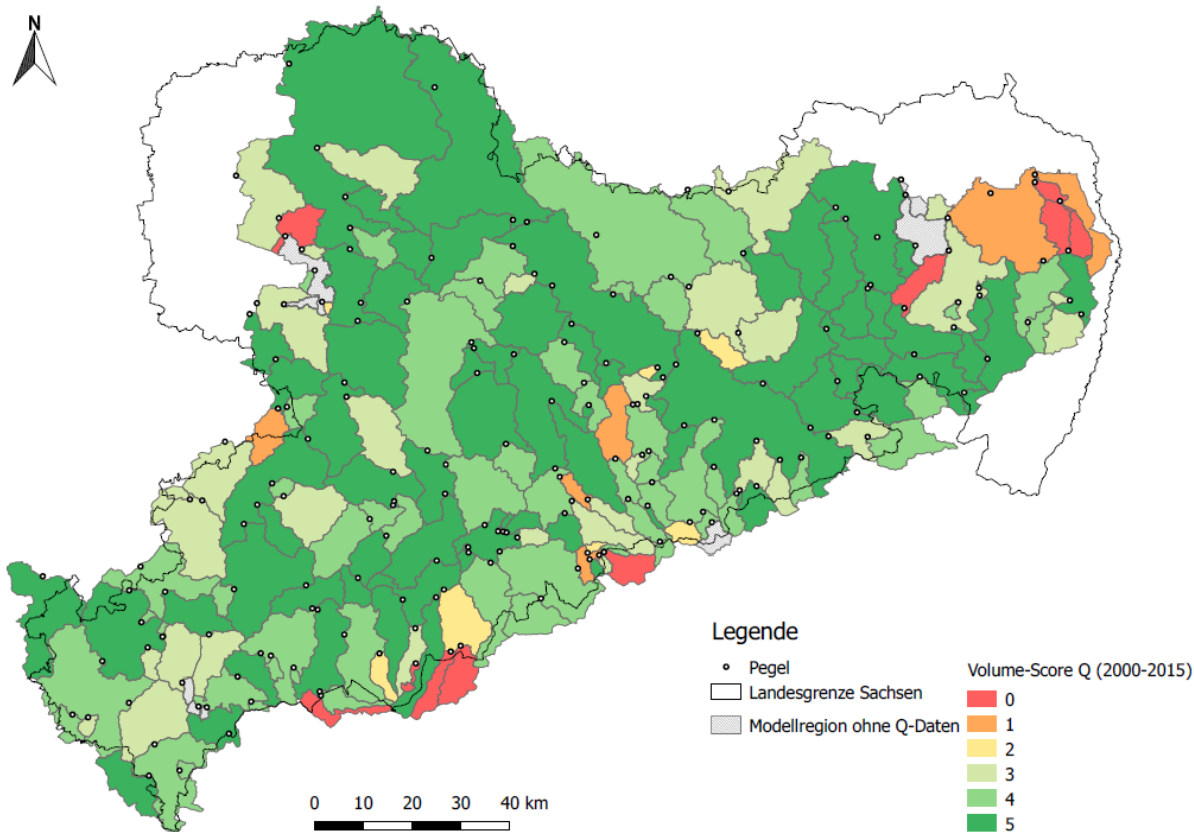 N
Legende
Pegel
Landesgrenze Sachsen
Modellregion ohne Q-Daten
Volume-Score Q (2000-2015)
0
1
2
3
4
5
0 10 20 30 40 km